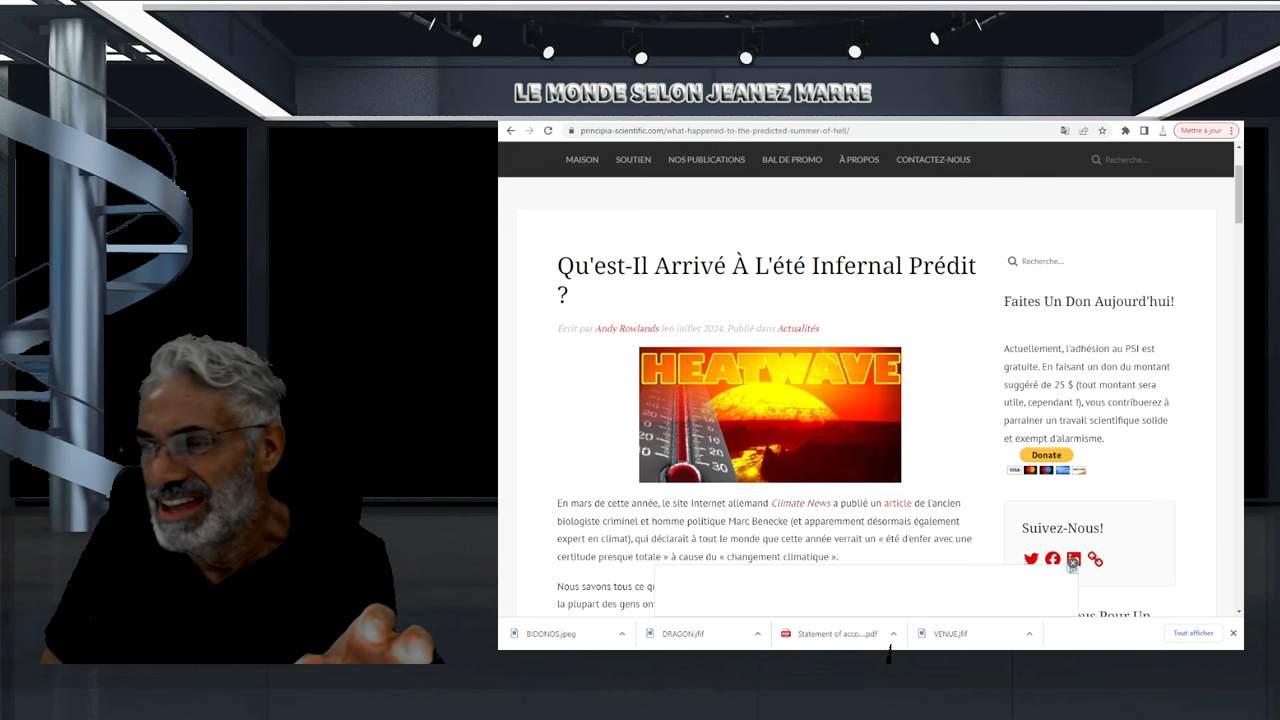 LE MONDE SELON JEANEZ MARRE
principia-scientific.com/what-happened-to-the-predicted-summer-of-hell/
Mettre à jour
MAISON SOUTIEN NOS PUBLICATIONS BAL DE PROMO À PROPOS CONTACTEZ-NOUS Recherche...
Qu'est-Il Arrivé À L'été Infernal Prédit
?
Écrit par Andy Rowlands le6 juillet 2024. Publié dans Actualités
HEATWAVE
En mars de cette année, le site Internet allemand Climate News a publié un article de l'ancien
biologiste criminel et homme politique Marc Benecke (et apparemment désormais également
expert en climat), qui déclarait à tout le monde que cette année verrait un « été d'enfer avec une
certitude presque totale » à cause du « changement climatique ».
Nous savons tous ce
la plupart des gens
Recherche...
Faites Un Don Aujourd'hui!
Actuellement, l'adhésion au PSI est
gratuite. En faisant un don du montant
suggéré de 25 $ (tout montant sera
utile, cependant !), vous contribuerez à
parrainer un travail scientifique solide
et exempt d'alarmisme.
Donate
VISA
Suivez-Nous!
Pour Un
BIDONOS.jpeg
DRAGON.jfif
Statement of acco....pdf
VENUE.jfif
Tout afficher